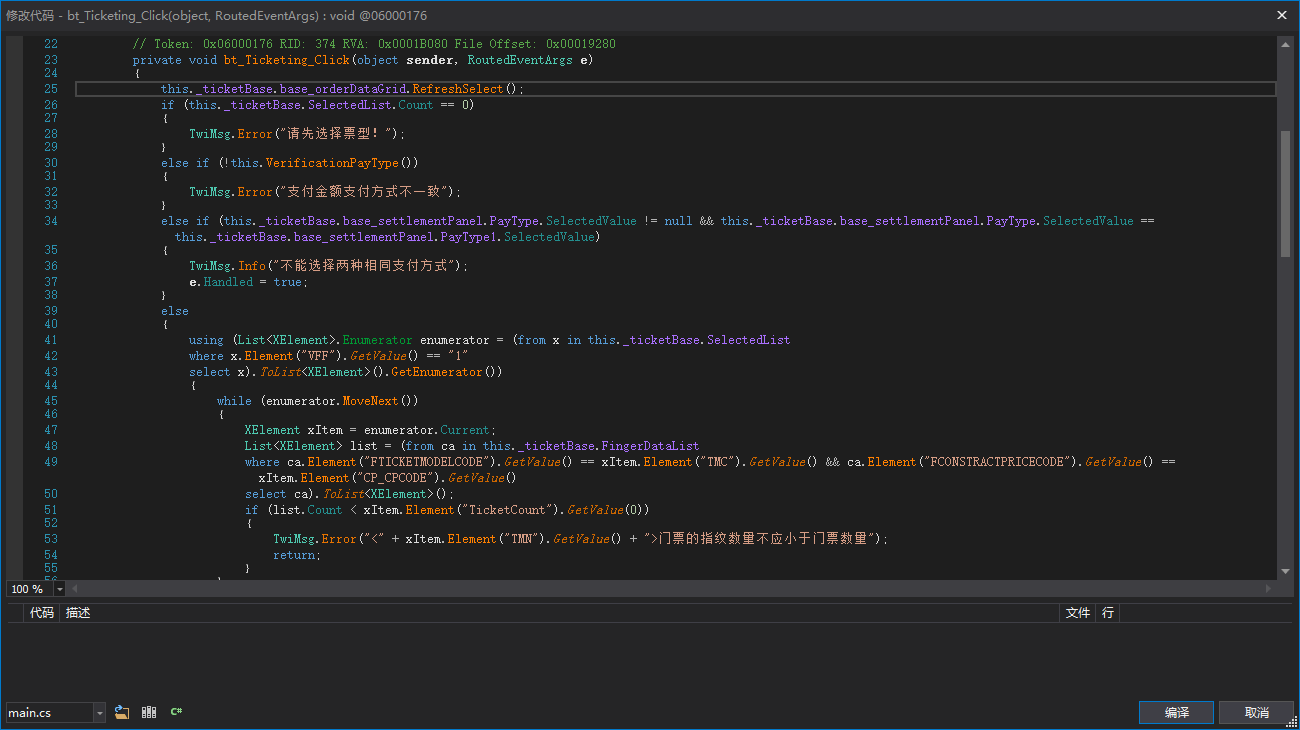 修改代码 - bt_Ticketing_Click(object, RoutedEventArgs) : void @06000176
22 // Token: 0x06000176 RID: 374 RVA: 0x0001B080 File Offset: 0x00019280
23 private void bt_Ticketing_Click(object sender, RoutedEventArgs e)
24 {
25 this._ticketBase.base_orderDataGrid.RefreshSelect();
26 if (this._ticketBase.SelectedList.Count == 0)
27 {
28 TwiMsg.Error("请先选择票型！");
29 }
30 else if (!this.VerificationPayType())
31 {
32 TwiMsg.Error("支付金额支付方式不一致");
33 }
34 else if (this._ticketBase.base_settlementPanel.PayType.SelectedValue != null && this._ticketBase.base_settlementPanel.PayType.SelectedValue ==
this._ticketBase.base_settlementPanel.PayType1.SelectedValue)
35 {
36 TwiMsg.Info("不能选择两种相同支付方式");
37 e.Handled = true;
38 }
39 else
40 {
41 using (List<XElement>.Enumerator enumerator = (from x in this._ticketBase.SelectedList
42 where x.Element("VFF").GetValue() == "1"
43 select x).ToList<XElement>().GetEnumerator())
44 {
45 while (enumerator.MoveNext())
46 {
47 XElement xItem = enumerator.Current;
48 List<XElement> list = (from ca in this._ticketBase.FingerDataList
49 where ca.Element("FTICKETMODELCODE").GetValue() == xItem.Element("TMC").GetValue() && ca.Element("FCONSTRACTPRICECODE").GetValue() ==
xItem.Element("CP_CPCODE").GetValue()
50 select ca).ToList<XElement>();
51 if (list.Count < xItem.Element("TicketCount").GetValue(0))
52 {
53 TwiMsg.Error("<" + xItem.Element("TMN").GetValue() + ">门票的指纹数量不应小于门票数量");
54 return;
55 }
56 }
100 %
代码 描述 文件 行
main.cs C# 编译 取消